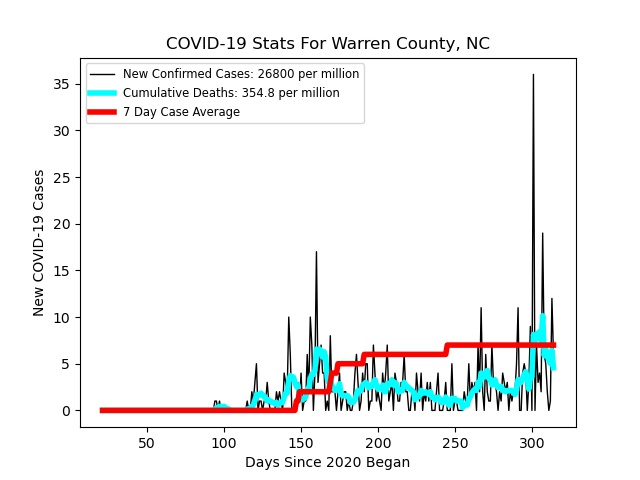 COVID-19 Stats For Warren County, NC
New Confirmed Cases: 26800 per million
Cumulative Deaths: 354.8 per million
7 Day Case Average
New COVID-19 Cases
35
30
25
20
15
10
5
0
50 100 150 200 250 300
Days Since 2020 Began